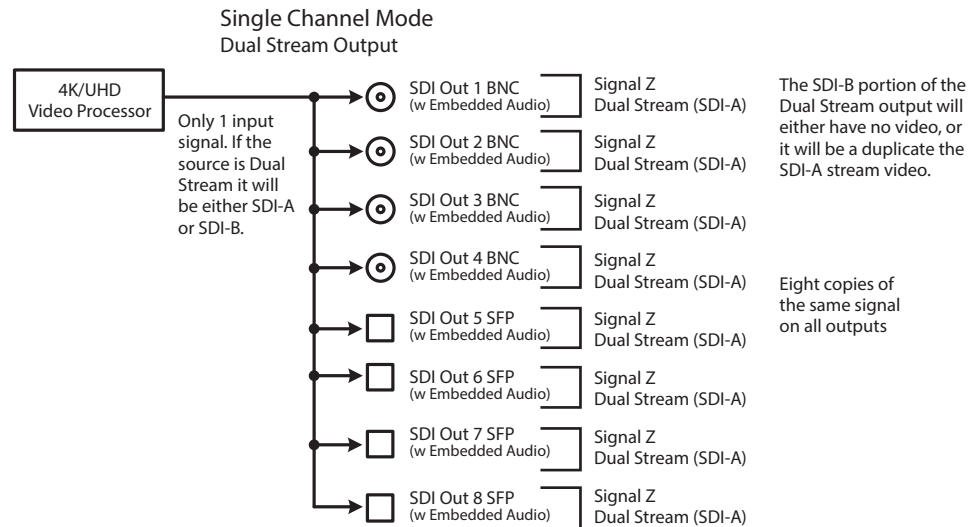 Single Channel Mode
Dual Stream Output
4K/UHD
Video Processor
Only 1 input
signal. If the
source is Dual
Stream it will
be either SDI-A
or SDI-B.
SDI Out 1 BNC
(w Embedded Audio)
Signal Z
Dual Stream (SDI-A)
SDI Out 2 BNC
(w Embedded Audio)
Signal Z
Dual Stream (SDI-A)
SDI Out 3 BNC
(w Embedded Audio)
Signal Z
Dual Stream (SDI-A)
SDI Out 4 BNC
(w Embedded Audio)
Signal Z
Dual Stream (SDI-A)
SDI Out 5 SFP
(w Embedded Audio)
Signal Z
Dual Stream (SDI-A)
SDI Out 6 SFP
(w Embedded Audio)
Signal Z
Dual Stream (SDI-A)
SDI Out 7 SFP
(w Embedded Audio)
Signal Z
Dual Stream (SDI-A)
SDI Out 8 SFP
(w Embedded Audio)
Signal Z
Dual Stream (SDI-A)
The SDI-B portion of the
Dual Stream output will
either have no video, or
it will be a duplicate the
SDI-A stream video.
Eight copies of
the same signal
on all outputs